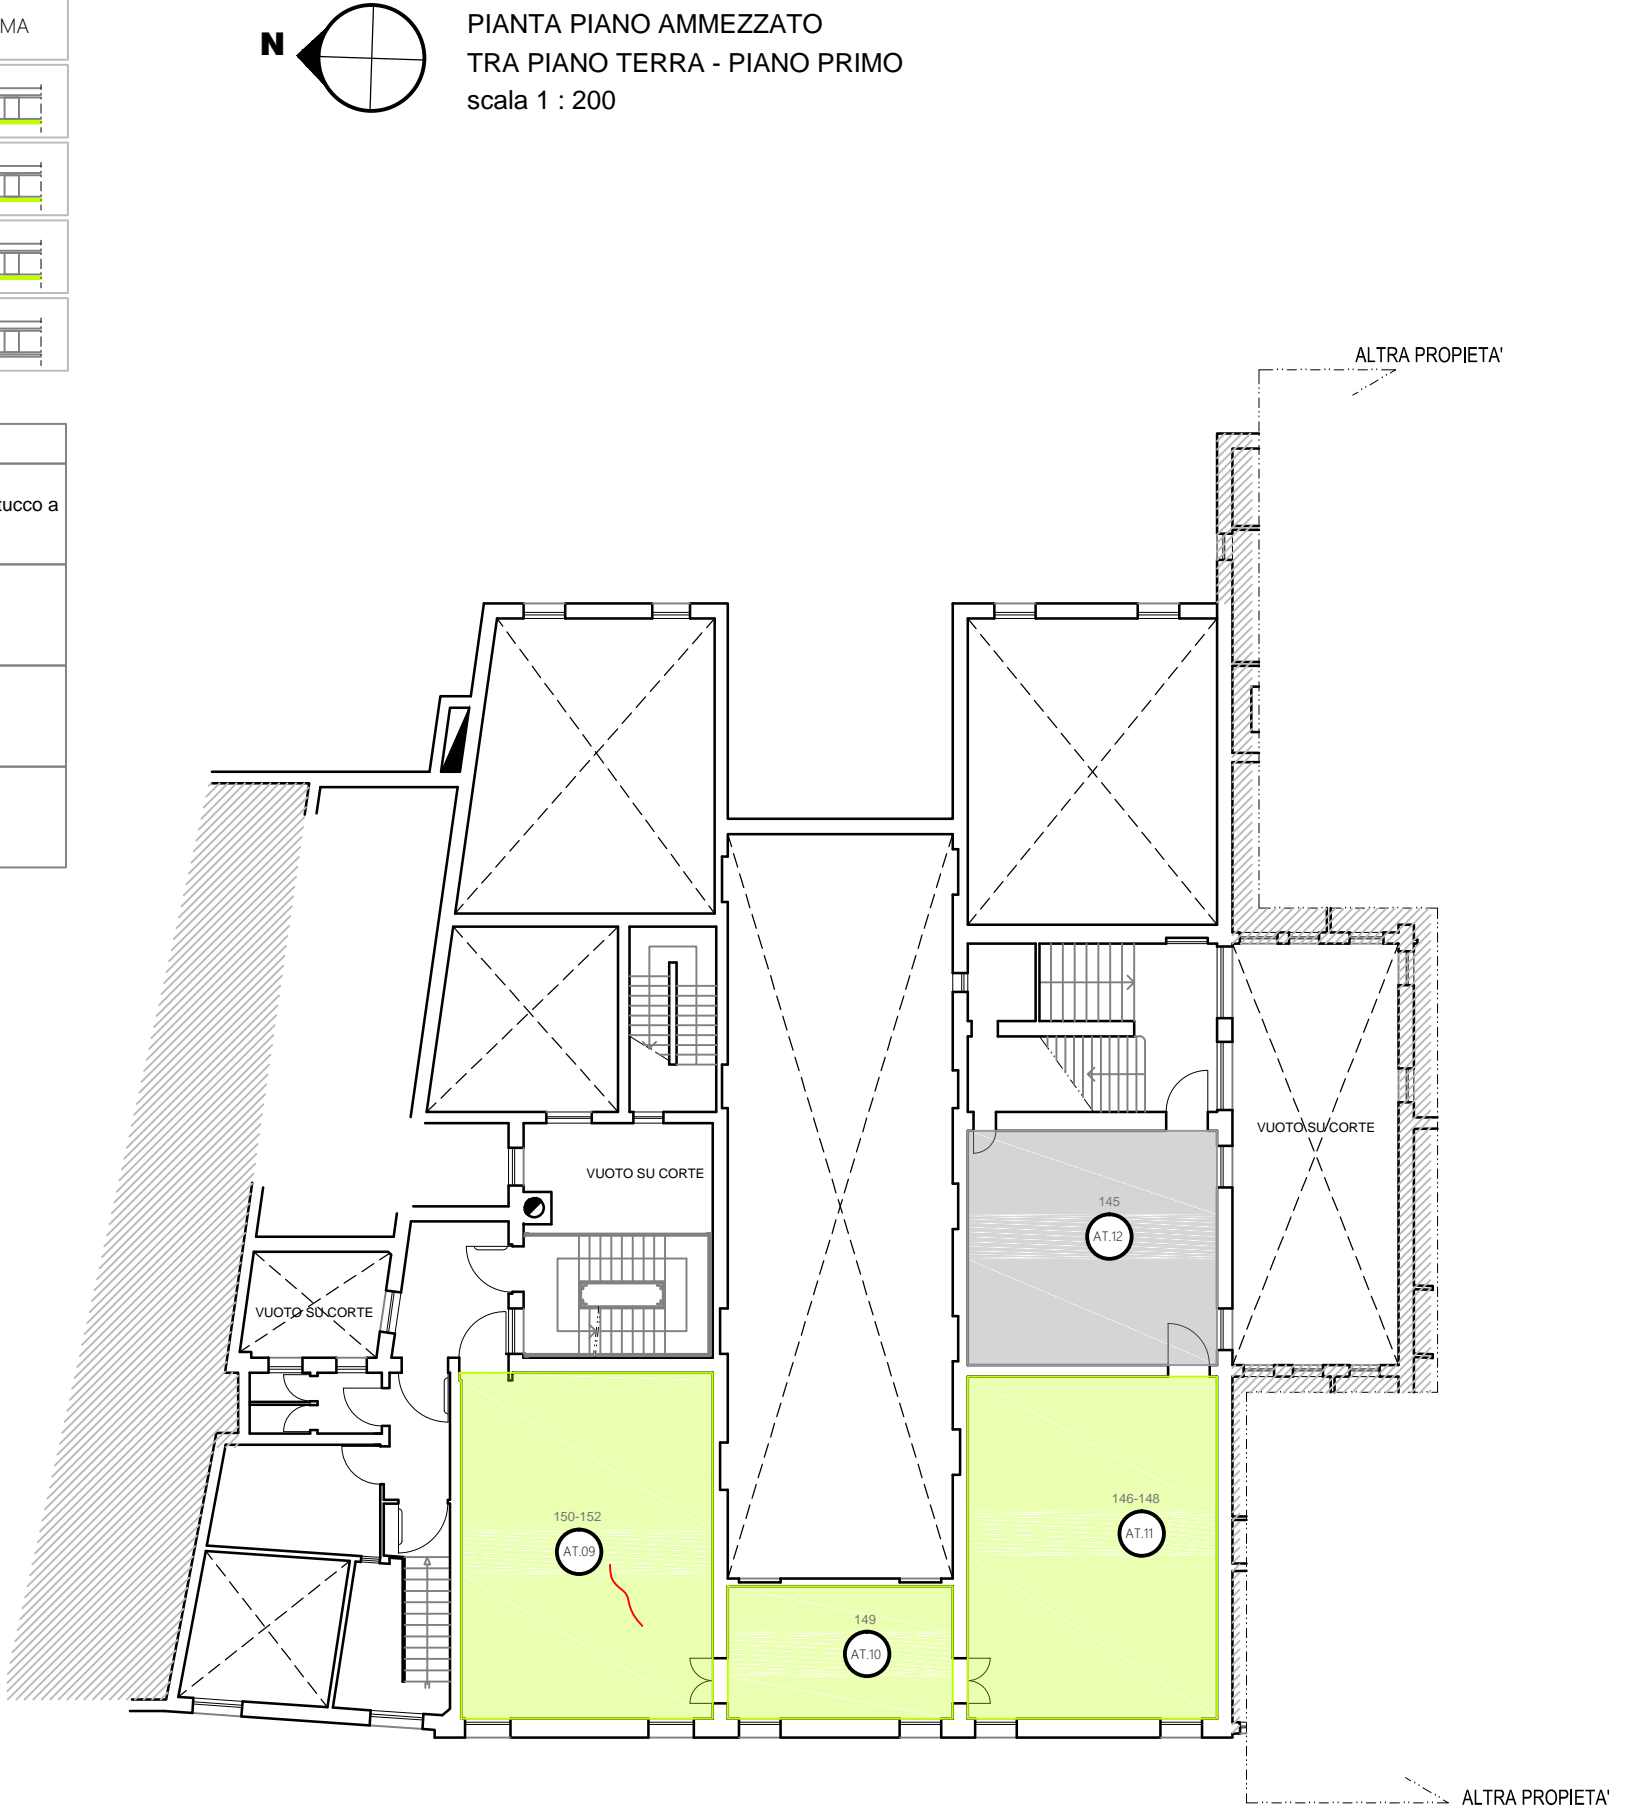 MA
N
PIANTA PIANO AMMEZZATO
TRA PIANO TERRA - PIANO PRIMO
scala 1 : 200
ALTRA PROPIETA'
tucco a
VUOTO SU CORTE
VUOTO SU CORTE
145
AT.12
VUOTO SU CORTE
146-148
AT.11
150-152
AT.09
149
AT.10
ALTRA PROPIETA'